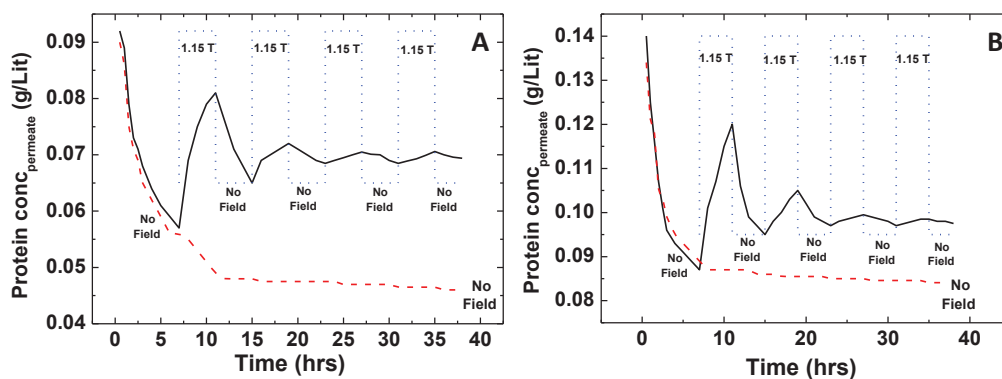 A
0.09
0.08
0.07
0.06
0.05
0.04
Protein conc_permeate (g/Lit)
1.15 T
1.15 T
1.15 T
1.15 T
No
Field
No
Field
No
Field
No
Field
No
Field
No
Field
0 5 10 15 20 25 30 35 40
Time (hrs)
B
0.14
0.13
0.12
0.11
0.10
0.09
0.08
Protein conc_permeate (g/Lit)
1.15 T
1.15 T
1.15 T
1.15 T
No
Field
No
Field
No
Field
No
Field
No
Field
No
Field
0 10 20 30 40
Time (hrs)